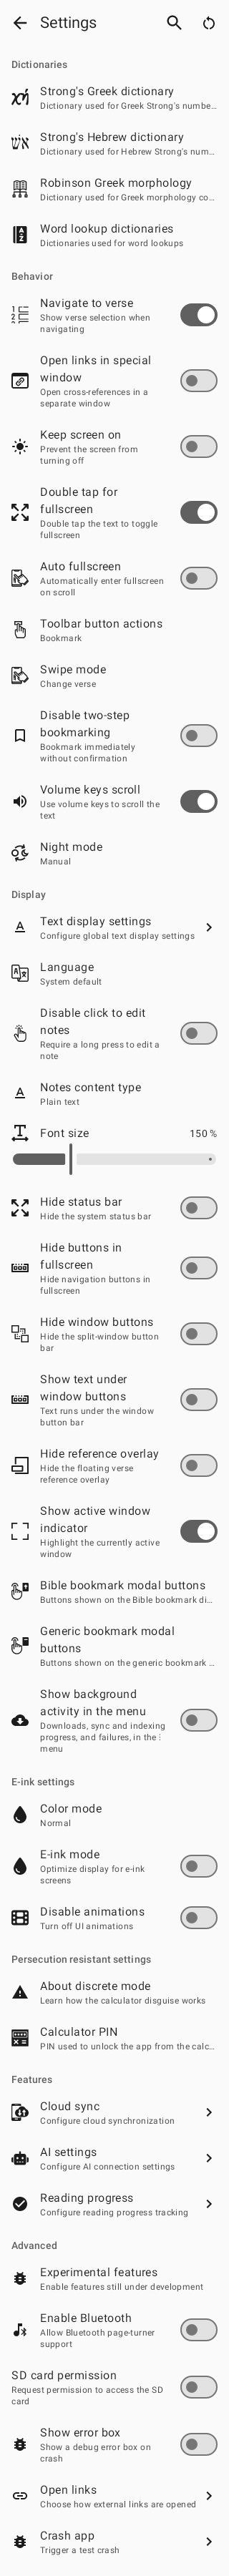 Settings
Dictionaries
Strong's Greek dictionary
Dictionary used for Greek Strong's numbe...
Strong's Hebrew dictionary
Dictionary used for Hebrew Strong's num...
Robinson Greek morphology
Dictionary used for Greek morphology co...
Word lookup dictionaries
Dictionaries used for word lookups
Behavior
Navigate to verse
Show verse selection when
navigating
Open links in special
window
Open cross-references in a
separate window
Keep screen on
Prevent the screen from
turning off
Double tap for
fullscreen
Double tap the text to toggle
fullscreen
Auto fullscreen
Automatically enter fullscreen
on scroll
Toolbar button actions
Bookmark
Swipe mode
Change verse
Disable two-step
bookmarking
Bookmark immediately
without confirmation
Volume keys scroll
Use volume keys to scroll the
text
Night mode
Manual
Display
Text display settings
Configure global text display settings
Language
System default
Disable click to edit
notes
Require a long press to edit a
note
Notes content type
Plain text
Font size
150 %
Hide status bar
Hide the system status bar
Hide buttons in
fullscreen
Hide navigation buttons in
fullscreen
Hide window buttons
Hide the split-window button
bar
Show text under
window buttons
Text runs under the window
button bar
Hide reference overlay
Hide the floating verse
reference overlay
Show active window
indicator
Highlight the currently active
window
Bible bookmark modal buttons
Buttons shown on the Bible bookmark di...
Generic bookmark modal
buttons
Buttons shown on the generic bookmark ...
Show background
activity in the menu
Downloads, sync and indexing
progress, and failures, in the ⋮
menu
E-ink settings
Color mode
Normal
E-ink mode
Optimize display for e-ink
screens
Disable animations
Turn off UI animations
Persecution resistant settings
About discrete mode
Learn how the calculator disguise works
Calculator PIN
PIN used to unlock the app from the calc...
Features
Cloud sync
Configure cloud synchronization
AI settings
Configure AI connection settings
Reading progress
Configure reading progress tracking
Advanced
Experimental features
Enable features still under development
Enable Bluetooth
Allow Bluetooth page-turner
support
SD card permission
Request permission to access the SD
card
Show error box
Show a debug error box on
crash
Open links
Choose how external links are opened
Crash app
Trigger a test crash